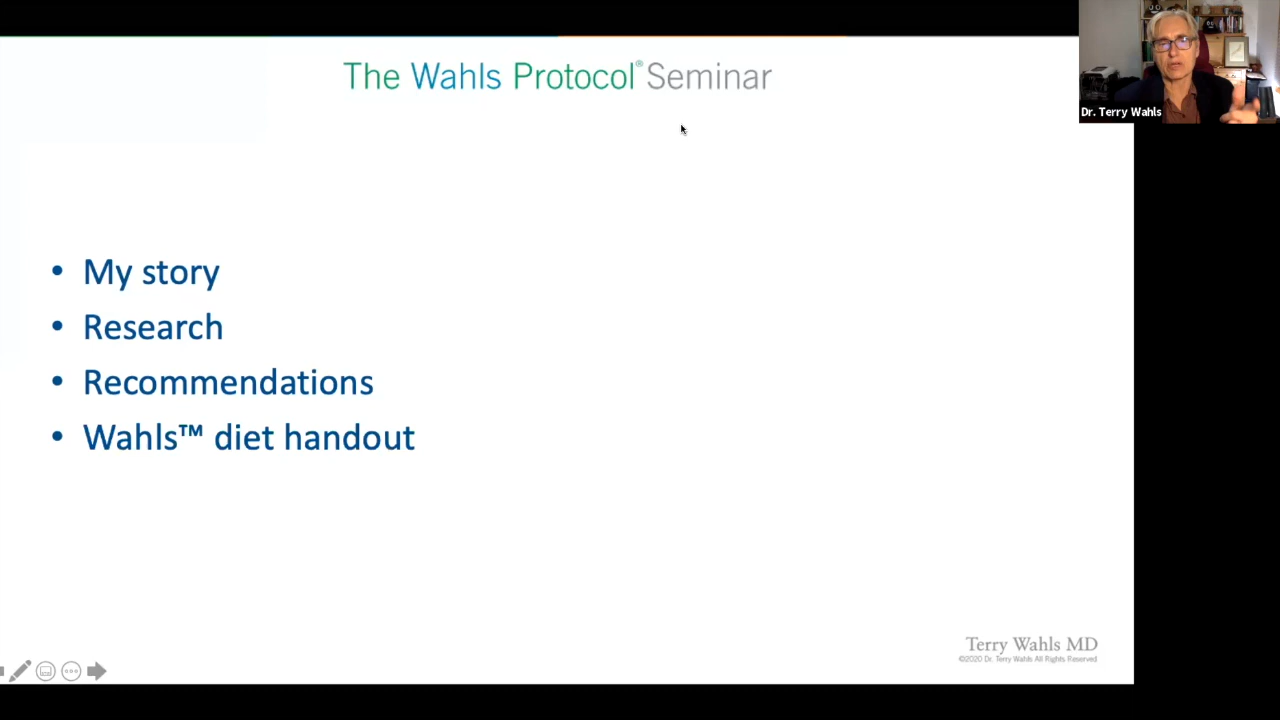 The Wahls Protocol® Seminar
Dr. Terry Wahls
• My story
• Research
• Recommendations
• Wahls™ diet handout
Terry Wahls MD
©2020 Dr. Terry Wahls All Rights Reserved